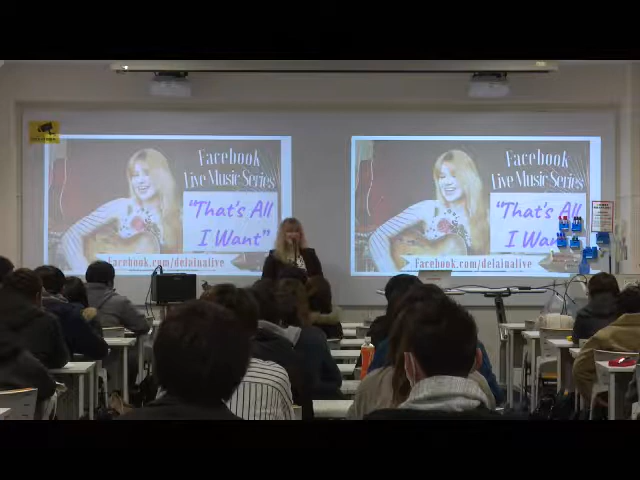 Facebook
Live Music Series
"That's All
I Want"
facebook.com/delainalive
Facebook
Live Music Series
"That's All
I Wan
facebook.com/delainalive